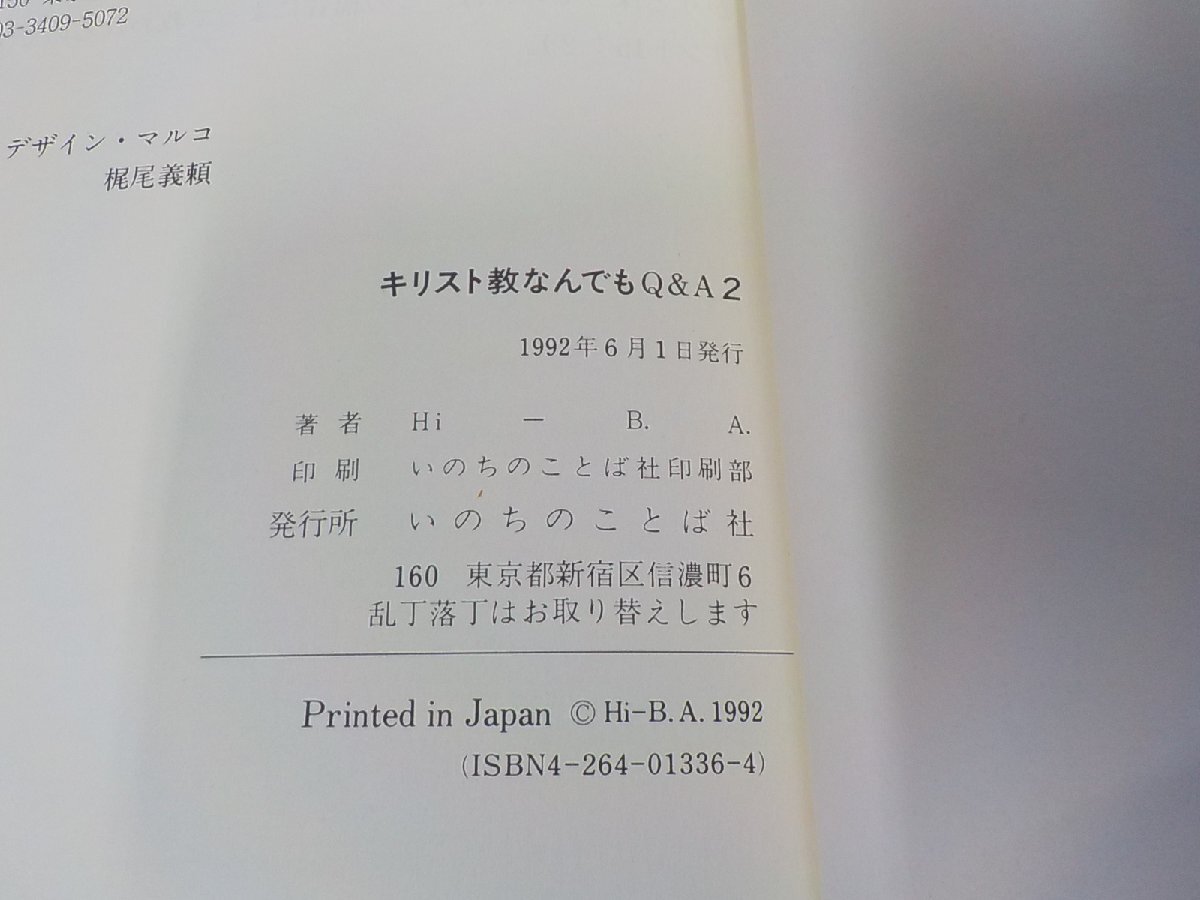 03-3409-5072
デザイン・マルコ
梶尾義頼
キリスト教なんでもQ&A2
1992年6月1日発行
著者 Hi-B.A.
印刷 いのちのことば社印刷部
発行所 いのちのことば社
160 東京都新宿区信濃町6
乱丁落丁はお取り替えします
Printed in Japan © Hi-B.A.1992
(ISBN4-264-01336-4)